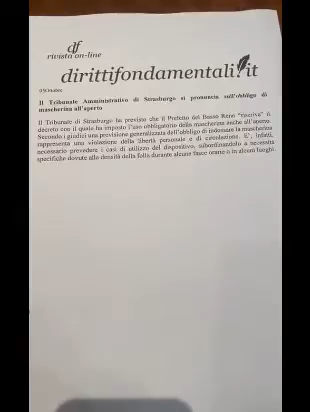 df
rivista on-line
dirittifondamentali.it
Il Tribunale Amministrativo di Strasburgo si pronuncia sull'obbligo di
mascherina all'aperto
Il Tribunale di Strasburgo ha previsto che il Prefetto del Basso Reno "riscriva" il
decreto con il quale ha imposto l'uso obbligatorio della mascherate anche all'aperto.
Secondo i giudici una previsione generalizzata dell'obbligo di indossare la mascherina
rappresenta una violazione della libertà personale e di circolazione. E', infatti,
necessario prevedere i casi di utilizzo del dispositivo, subordinandolo a necessità
specifiche dovute alla densità della folla durante alcune fasce orarie o in alcuni luoghi